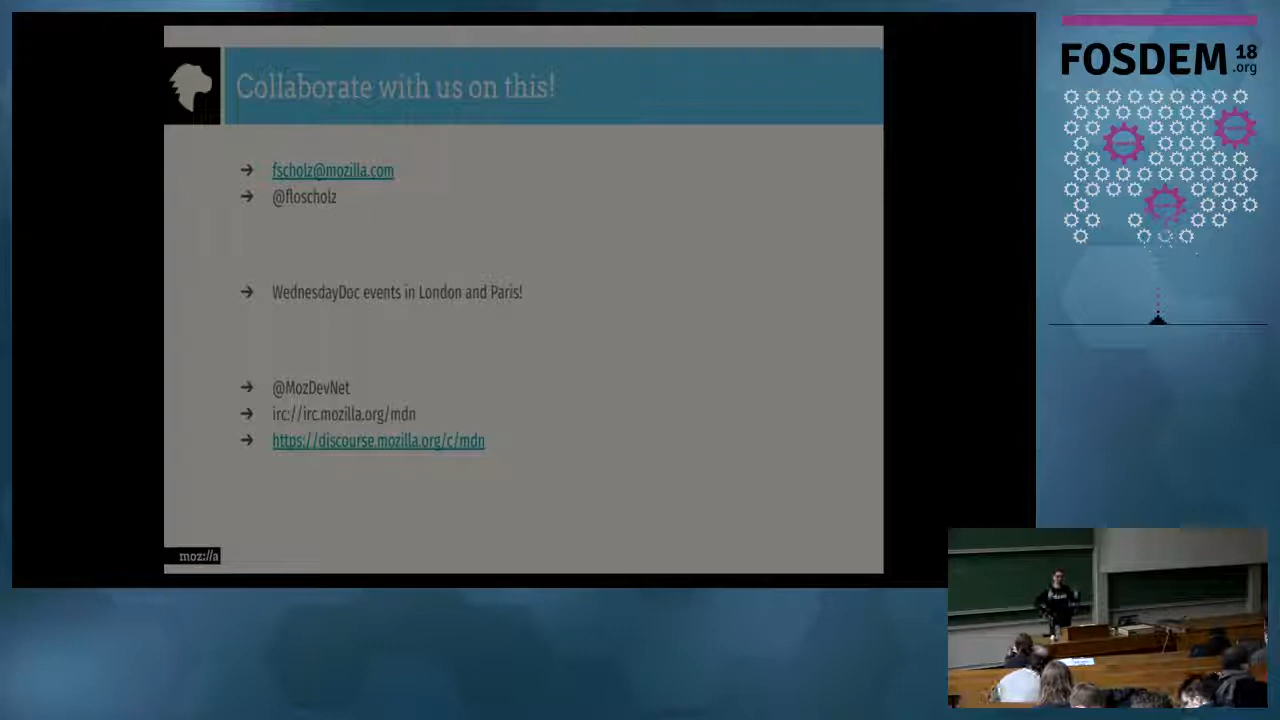 Collaborate with us on this!
→ fscholz@mozilla.com
→ @floscholz
→ WednesdayDoc events in London and Paris!
→ @MozDevNet
→ irc://irc.mozilla.org/mdn
→ https://discourse.mozilla.org/c/mdn
moz://a
FOSDEM 18
.org